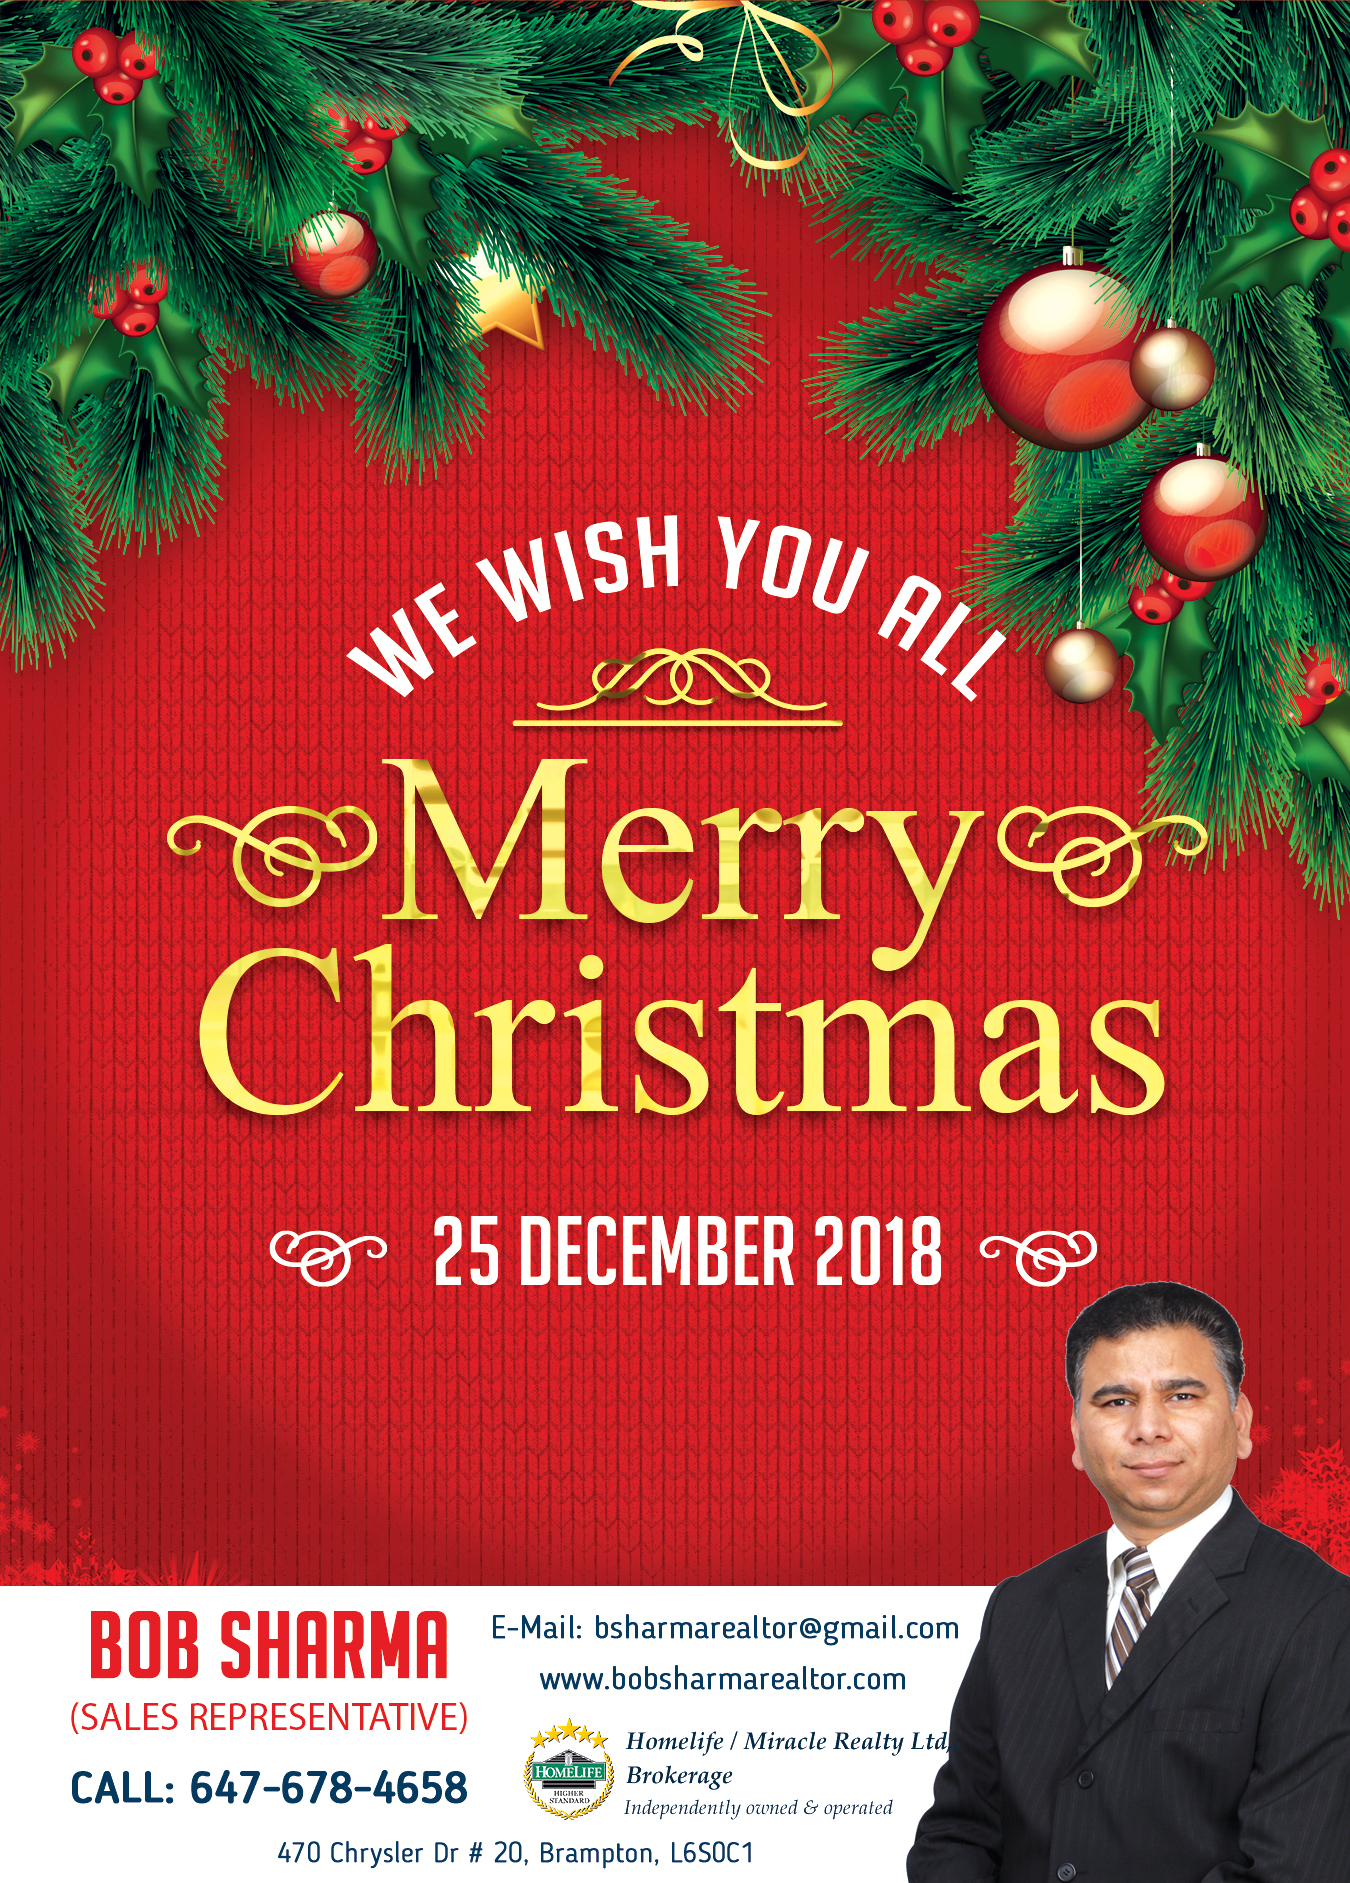 WE WISH YOU ALL
Merry
Christmas
25 DECEMBER 2018
BOB SHARMA
(SALES REPRESENTATIVE)
CALL: 647-678-4658
E-Mail: bsharmarealtor@gmail.com
www.bobsharmarealtor.com
HOMELIFE
HIGHER
STANDARD
Homelife / Miracle Realty Ltd,
Brokerage
Independently owned & operated
470 Chrysler Dr # 20, Brampton, L6S0C1